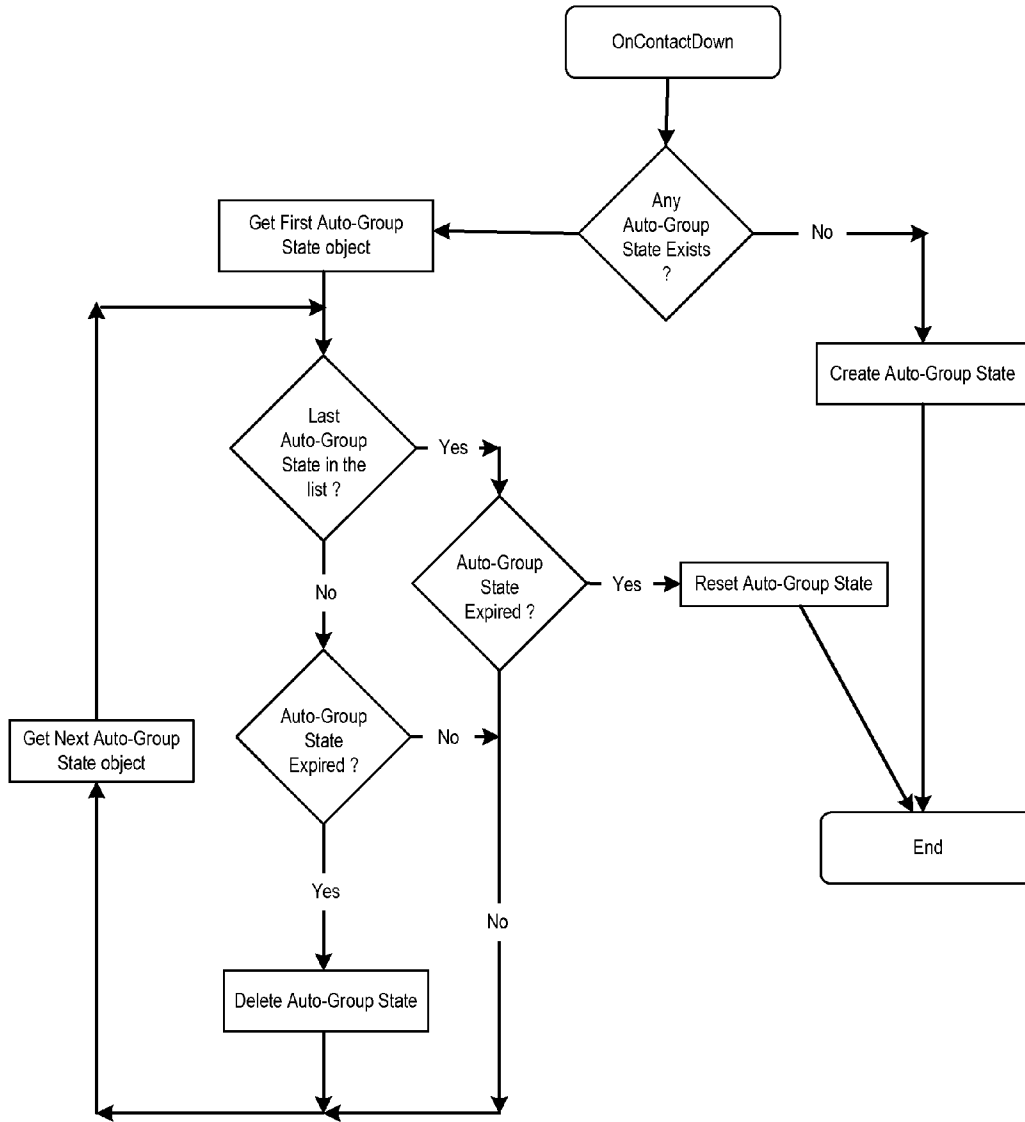 OnContactDown
Any
Auto-Group
State Exists
?
No
Get First Auto-Group
State object
Create Auto-Group State
Last
Auto-Group
State in the
list ?
Yes
No
Auto-Group
State
Expired ?
Yes
Reset Auto-Group State
Auto-Group
State
Expired ?
No
Get Next Auto-Group
State object
End
Yes
No
Delete Auto-Group State